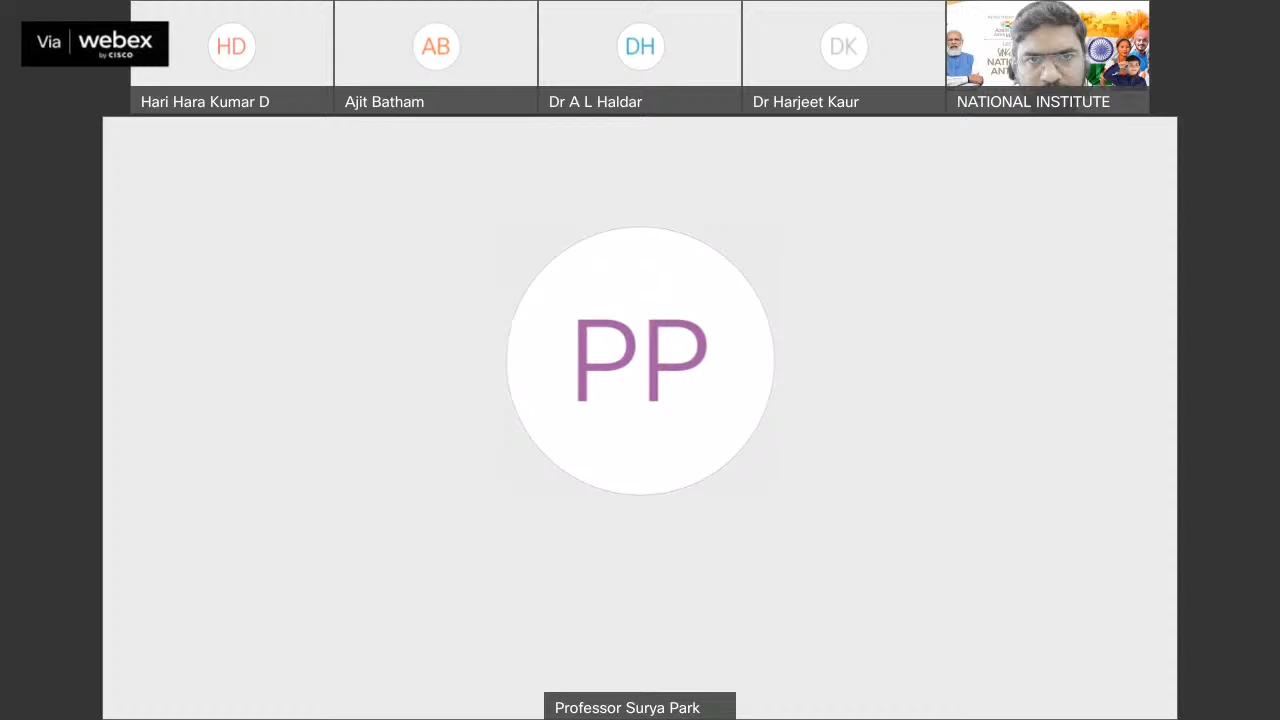 Via webex
by CISCO
HD
AB
DH
DK
Hari Hara Kumar D
Ajit Batham
Dr A L Haldar
Dr Harjeet Kaur
NATIONAL INSTITUTE
PP
Professor Surya Park